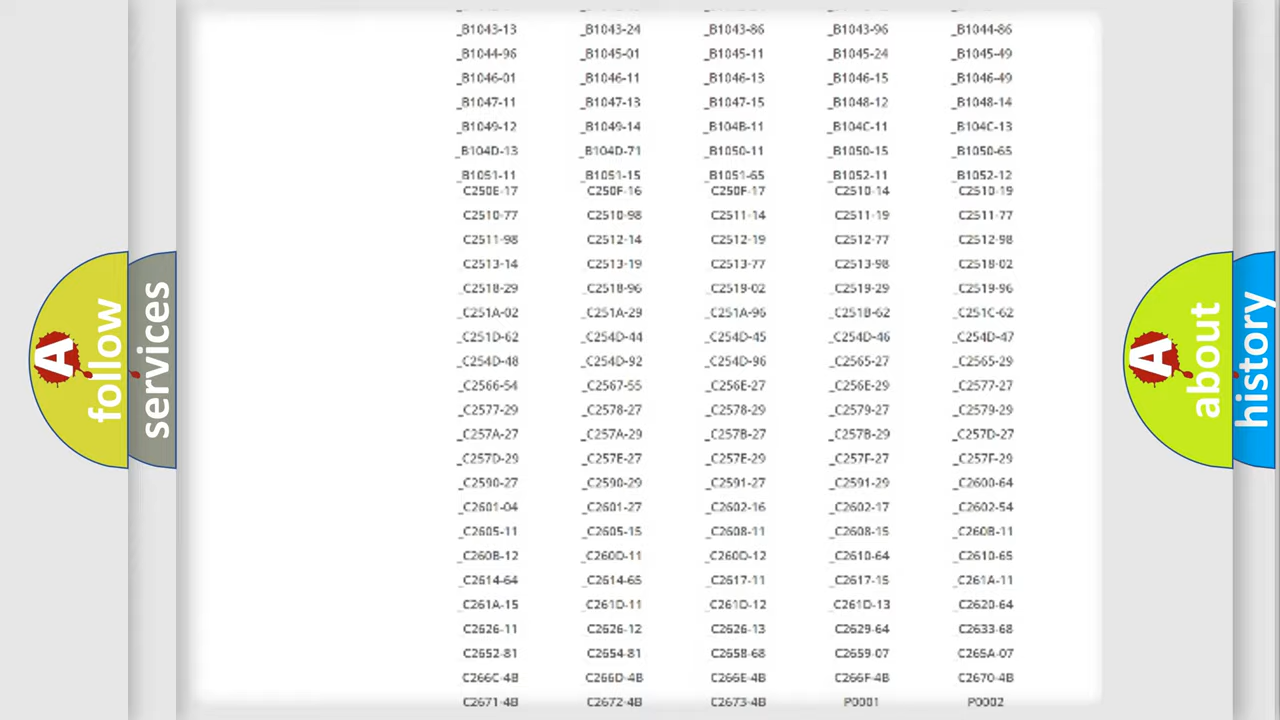 _B1043-13 _B1043-24 _B1043-86 _B1043-96 _B1044-86
_B1044-96 _B1045-01 _B1045-11 _B1045-24 _B1045-49
_B1046-01 _B1046-11 _B1046-13 _B1046-15 _B1046-49
_B1047-11 _B1047-13 _B1047-15 _B1048-12 _B1048-14
_B1049-12 _B1049-14 _B104B-11 _B104C-11 _B104C-13
_B104D-13 _B104D-71 _B1050-11 _B1050-15 _B1050-65
_B1051-11 _B1051-15 _B1051-65 _B1052-11 _B1052-12
C250E-17 C250F-16 C250F-17 C2510-14 C2510-19
C2510-77 C2510-98 C2511-14 C2511-19 C2511-77
C2511-98 C2512-14 C2512-19 C2512-77 C2512-98
C2513-14 C2513-19 C2513-77 C2513-98 C2518-02
_C2518-29 _C2518-96 _C2519-02 _C2519-29 _C2519-96
_C251A-02 _C251A-29 _C251A-96 _C251B-62 _C251C-62
_C251D-62 _C254D-44 _C254D-45 _C254D-46 _C254D-47
_C254D-48 _C254D-92 _C254D-96 _C2565-27 _C2565-29
_C2566-54 _C2567-55 _C256E-27 _C256E-29 _C2577-27
_C2577-29 _C2578-27 _C2578-29 _C2579-27 _C2579-29
_C257A-27 _C257A-29 _C257B-27 _C257B-29 _C257D-27
_C257D-29 _C257E-27 _C257E-29 _C257F-27 _C257F-29
_C2590-27 _C2590-29 _C2591-27 _C2591-29 _C2600-64
_C2601-04 _C2601-27 _C2602-16 _C2602-17 _C2602-54
_C2605-11 _C2605-15 _C2608-11 _C2608-15 _C260B-11
_C260B-12 _C260D-11 _C260D-12 _C2610-64 _C2610-65
_C2614-64 _C2614-65 _C2617-11 _C2617-15 _C261A-11
_C261A-15 _C261D-11 _C261D-12 _C261D-13 _C2620-64
C2626-11 C2626-12 C2626-13 C2629-64 C2633-68
C2652-81 C2654-81 C2658-68 C2659-07 C265A-07
C266C-4B C266D-4B C266E-4B C266F-4B C2670-4B
C2671-4B C2672-4B C2673-4B P0001 P0002
A follow
services
A about
history